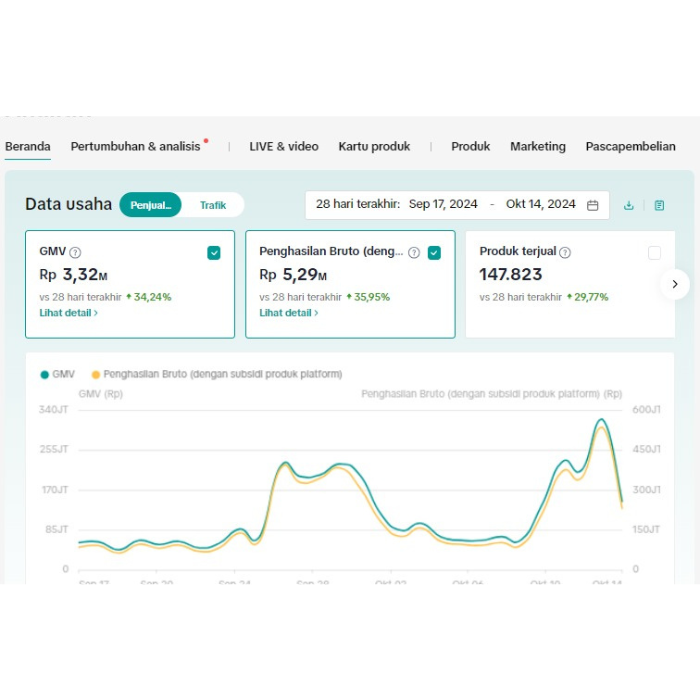 Beranda Pertumbuhan & analisis | LIVE & video Kartu produk | Produk Marketing Pascapembelian
Data usaha Penjual... Trafik 28 hari terakhir: Sep 17, 2024 - Okt 14, 2024
GMV ?
Rp 3,32M
vs 28 hari terakhir 34,24%
Lihat detail >
Penghasilan Bruto (deng... ?
Rp 5,29M
vs 28 hari terakhir 35,95%
Lihat detail >
Produk terjual ?
147.823
vs 28 hari terakhir 29,77%
GMV Penghasilan Bruto (dengan subsidi produk platform)
GMV (Rp) Penghasilan Bruto (dengan subsidi produk platform) (Rp)
340JT 600JT
255JT 450JT
170JT 300JT
85JT 150JT
0 0
Sep 17 Sep 20 Sep 24 Sep 28 Okt 02 Okt 06 Okt 10 Okt 14